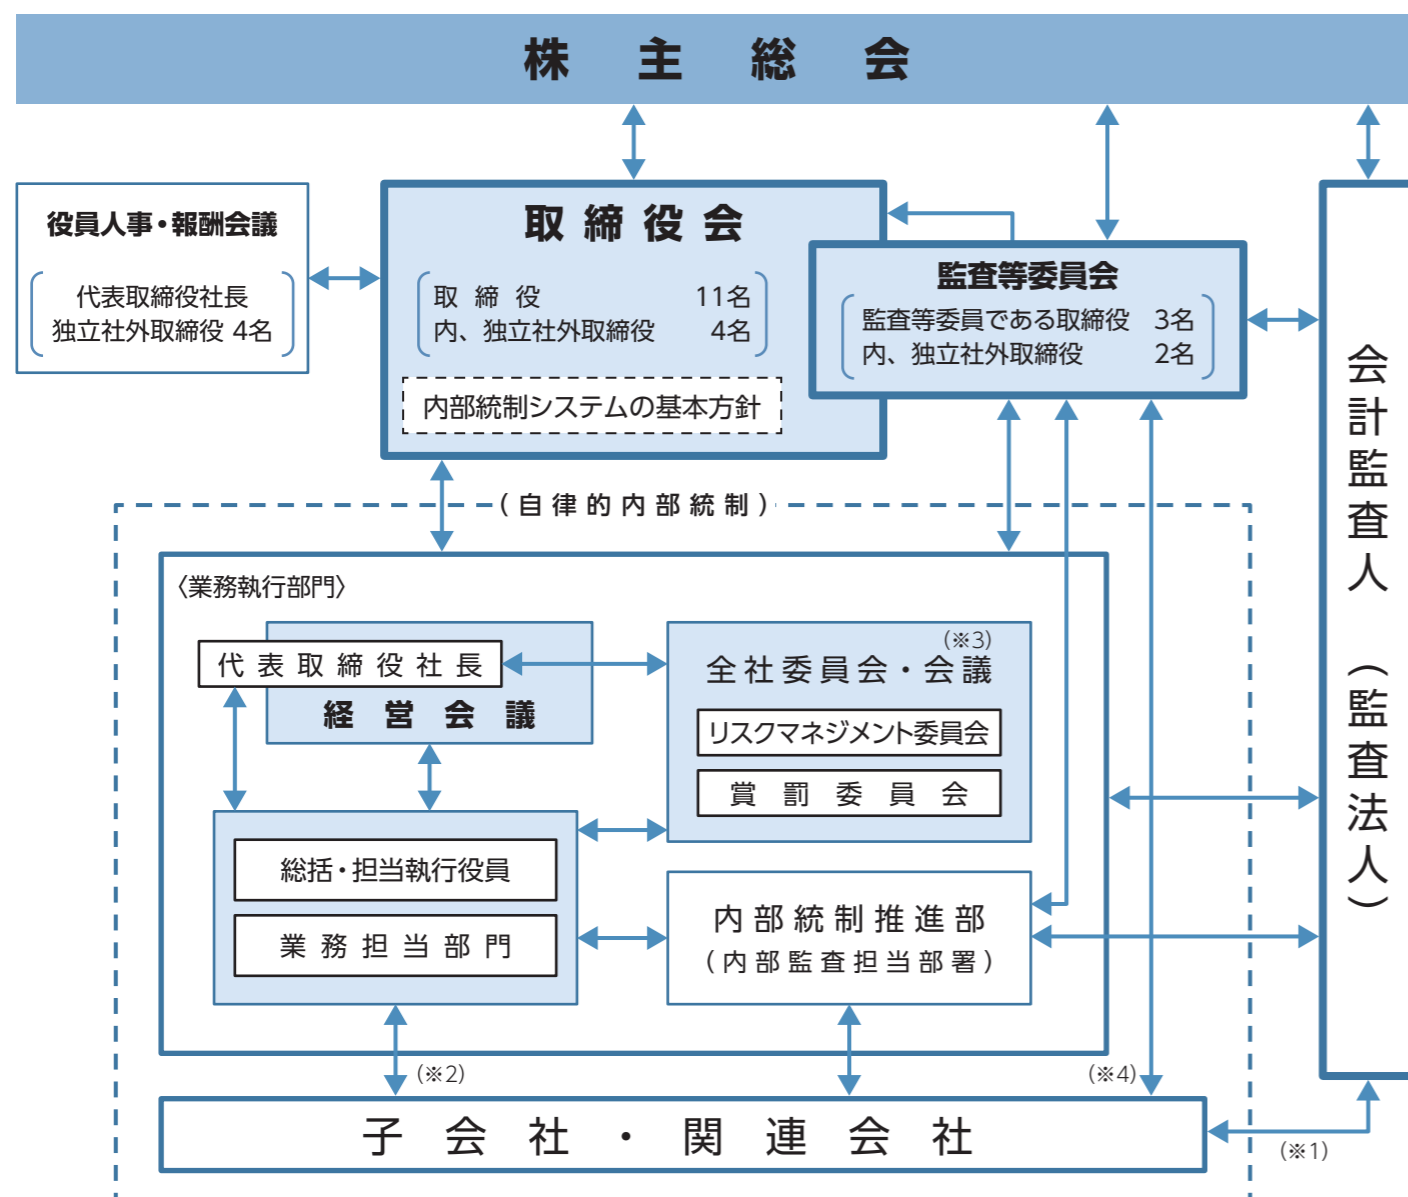 株主総会
役員人事・報酬会議
代表取締役社長
独立社外取締役 4名
取締役会
取締役 11名
内、独立社外取締役 4名
内部統制システムの基本方針
監査等委員会
監査等委員である取締役 3名
内、独立社外取締役 2名
会計監査人（監査法人）
（自律的内部統制）
〈業務執行部門〉
代表取締役社長
経営会議
(※3)
全社委員会・会議
リスクマネジメント委員会
賞罰委員会
総括・担当執行役員
業務担当部門
内部統制推進部
（内部監査担当部署）
(※2)
(※4)
子会社・関連会社
(※1)